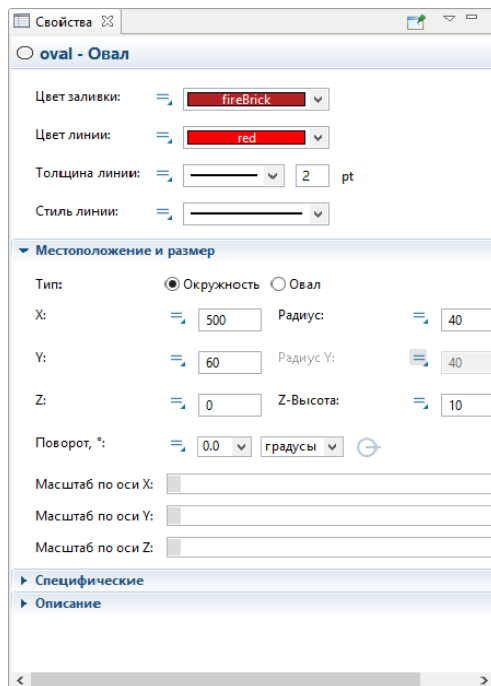 Свойства
oval - Овал
Цвет заливки: fireBrick
Цвет линии: red
Толщина линии: 2 pt
Стиль линии:
Местоположение и размер
Тип: Окружность Овал
X: 500 Радиус: 40
Y: 60 Радиус Y: 40
Z: 0 Z-Высота: 10
Поворот, °: 0.0 градусы
Масштаб по оси X:
Масштаб по оси Y:
Масштаб по оси Z:
Специфические
Описание